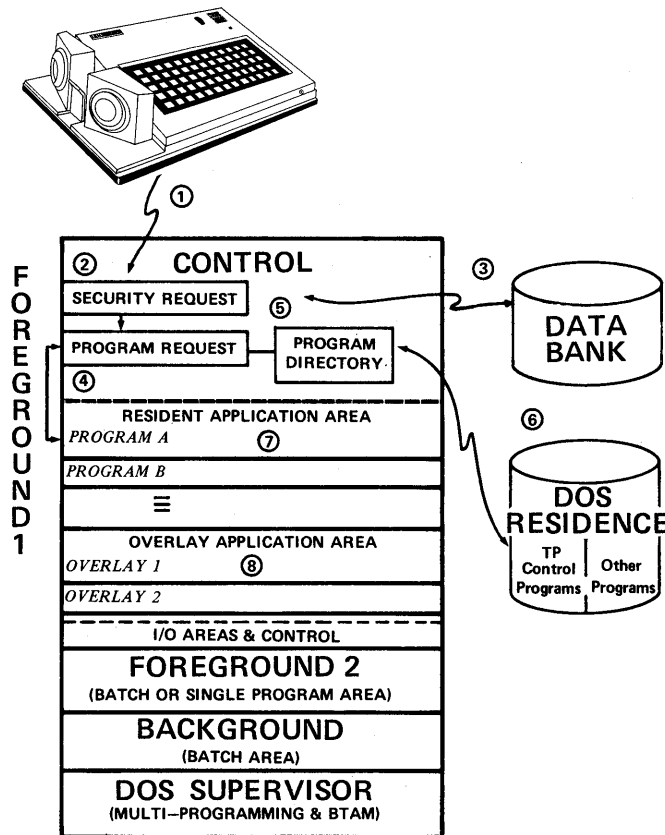 ①
FOREGROUND 1
②
CONTROL
③
SECURITY REQUEST
DATA
BANK
⑤
PROGRAM REQUEST
PROGRAM
DIRECTORY
④
⑥
RESIDENT APPLICATION AREA
PROGRAM A
⑦
PROGRAM B
DOS
RESIDENCE
TP
Control
Programs
Other
Programs
OVERLAY APPLICATION AREA
OVERLAY 1
⑧
OVERLAY 2
I/O AREAS & CONTROL
FOREGROUND 2
(BATCH OR SINGLE PROGRAM AREA)
BACKGROUND
(BATCH AREA)
DOS SUPERVISOR
(MULTI–PROGRAMMING & BTAM)